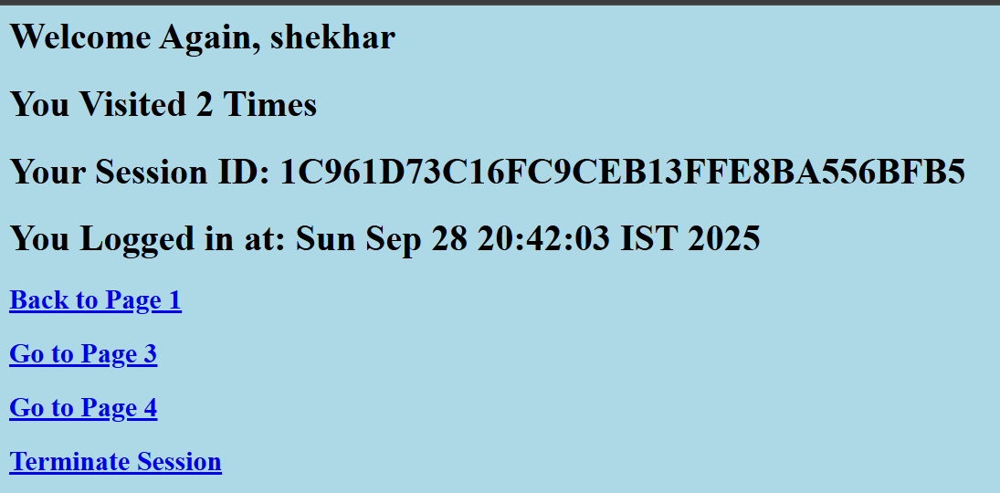 Welcome Again, shekhar
You Visited 2 Times
Your Session ID: 1C961D73C16FC9CEB13FFE8BA556BFB5
You Logged in at: Sun Sep 28 20:42:03 IST 2025
Back to Page 1
Go to Page 3
Go to Page 4
Terminate Session